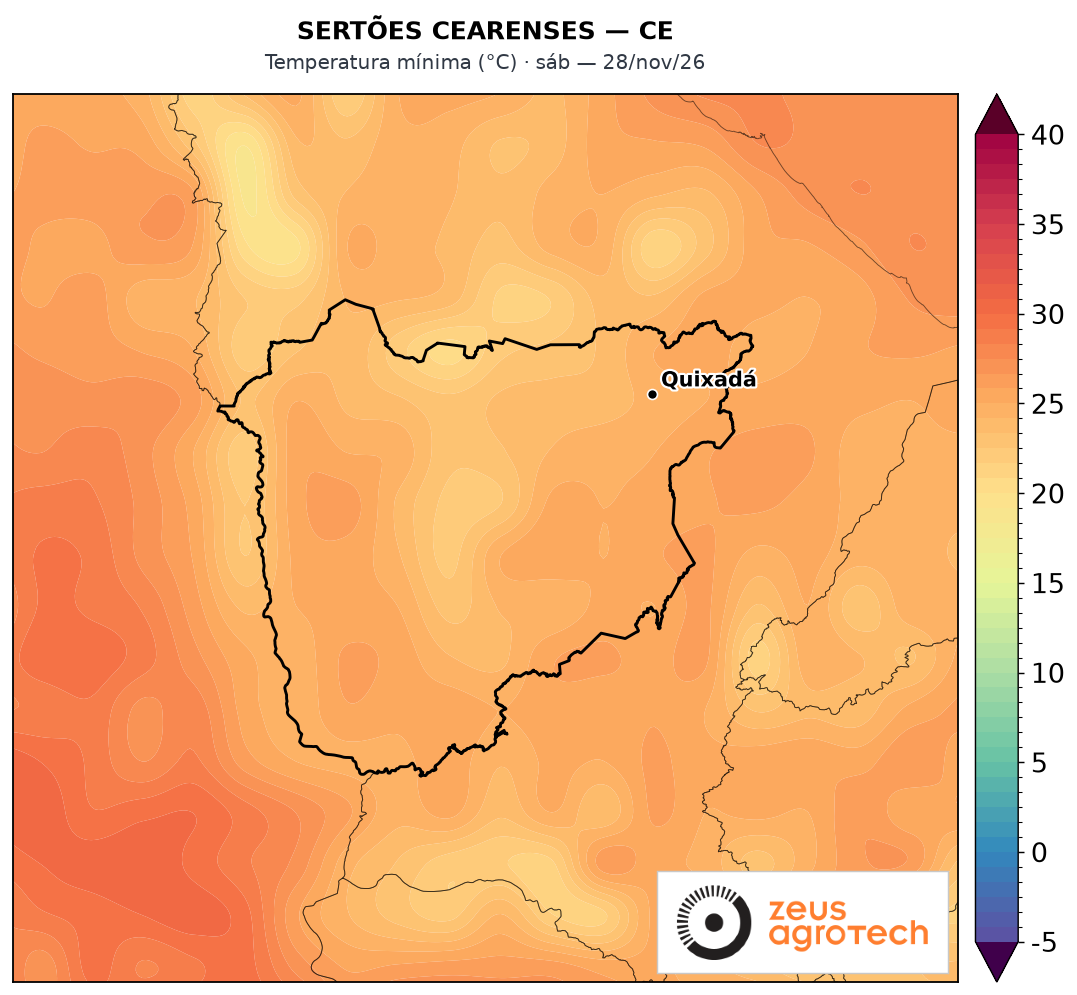 SERTÕES CEARENSES — CE
Temperatura mínima (°C) · sáb — 28/nov/26
Quixadá
40
35
30
25
20
15
10
5
0
-5
zeus
agrotech